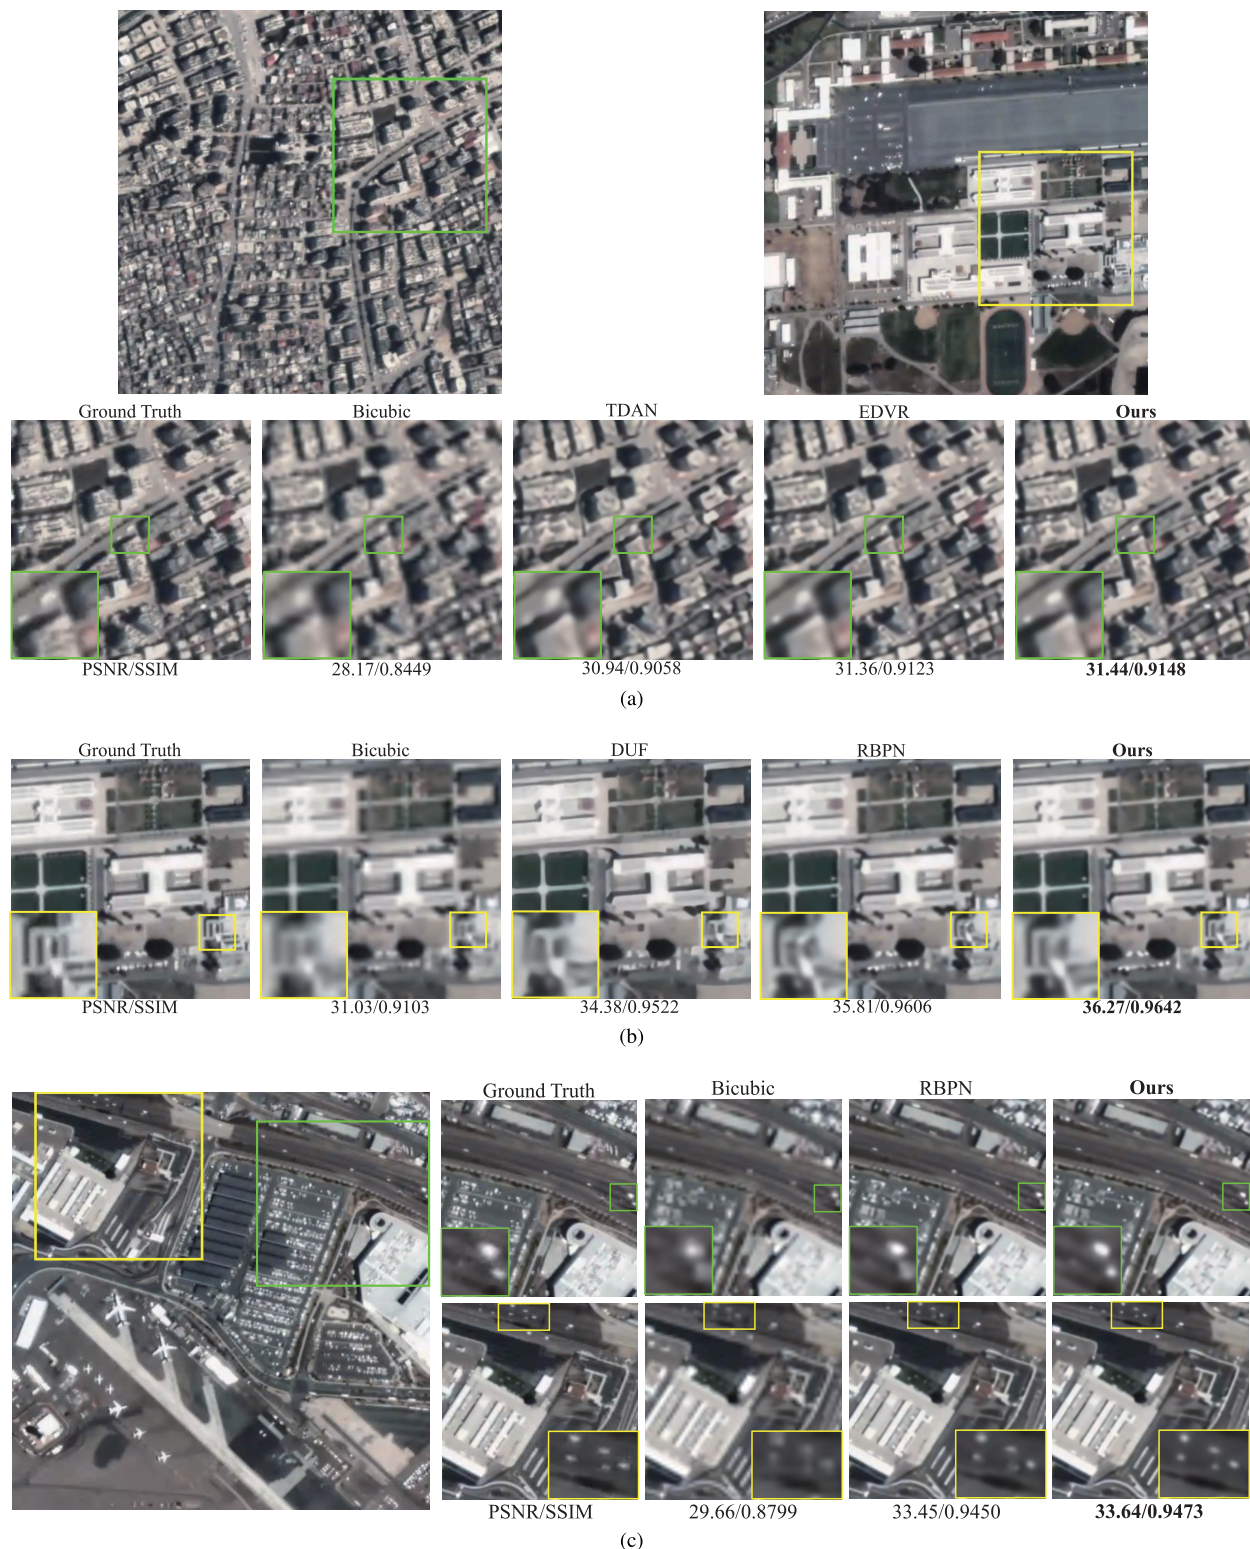 Ground Truth Bicubic TDAN EDVR Ours
PSNR/SSIM 28.17/0.8449 30.94/0.9058 31.36/0.9123 31.44/0.9148
(a)
Ground Truth Bicubic DUF RBPN Ours
PSNR/SSIM 31.03/0.9103 34.38/0.9522 35.81/0.9606 36.27/0.9642
(b)
Ground Truth Bicubic RBPN Ours
PSNR/SSIM 29.66/0.8799 33.45/0.9450 33.64/0.9473
(c)